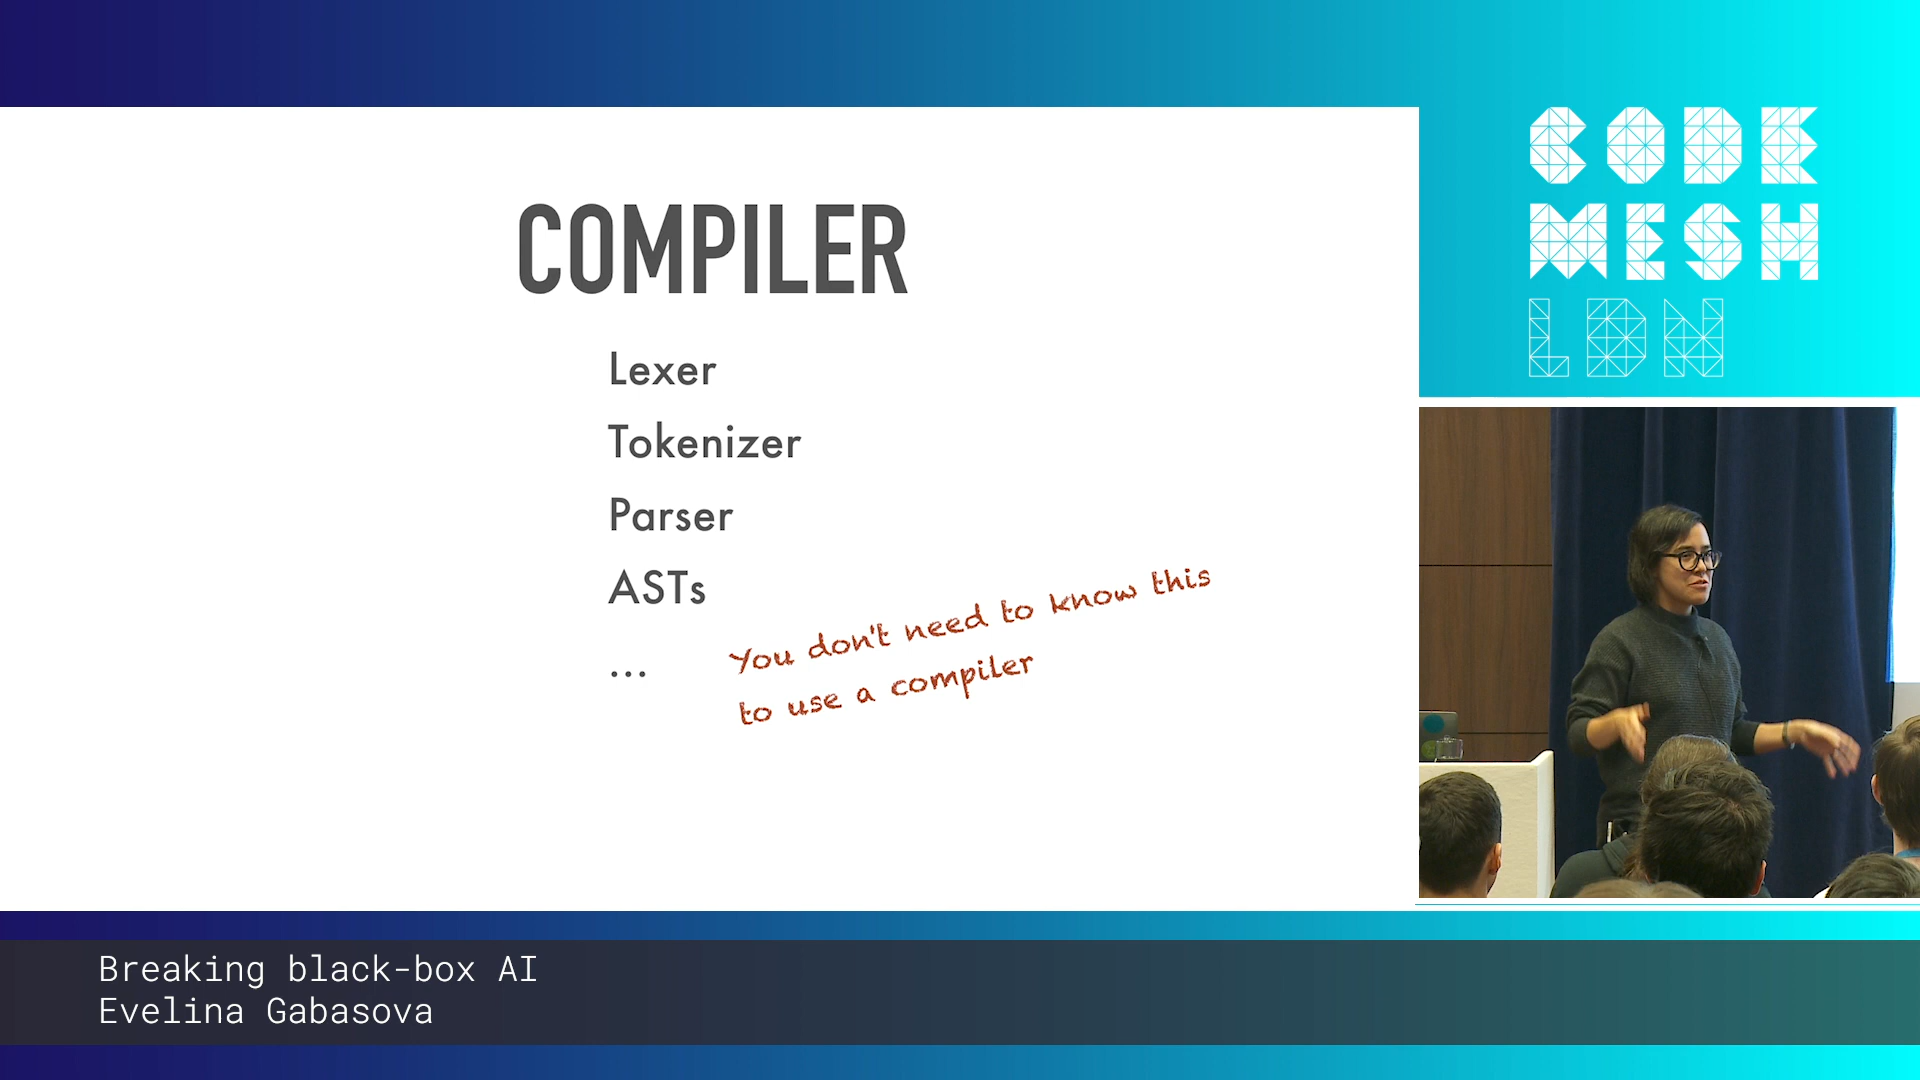 COMPILER
Lexer
Tokenizer
Parser
ASTs
...
You don't need to know this
to use a compiler
CODE
MESH
LDN
Breaking black-box AI
Evelina Gabasova